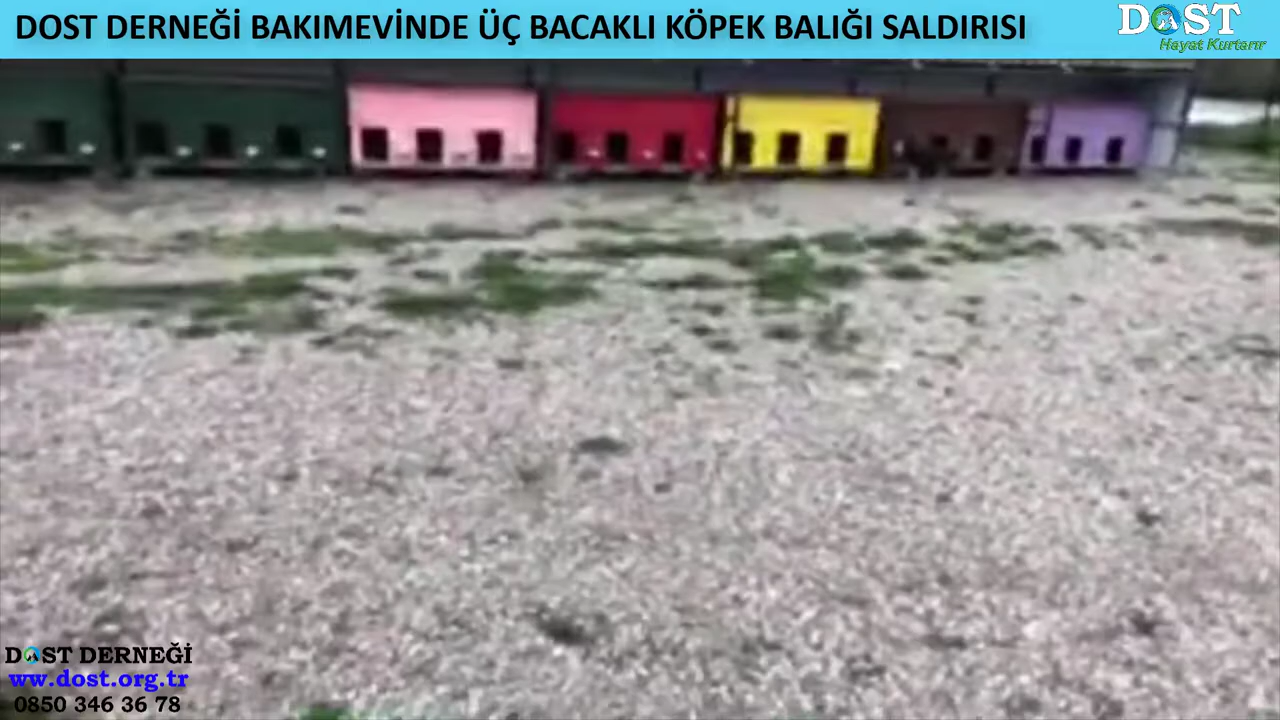 DOST DERNEĞİ BAKIMEVİNDE ÜÇ BACAKLI KÖPEK BALIĞI SALDIRISI
DOST
Hayat Kurtarır
DOST DERNEĞİ
ww.dost.org.tr
0850 346 36 78